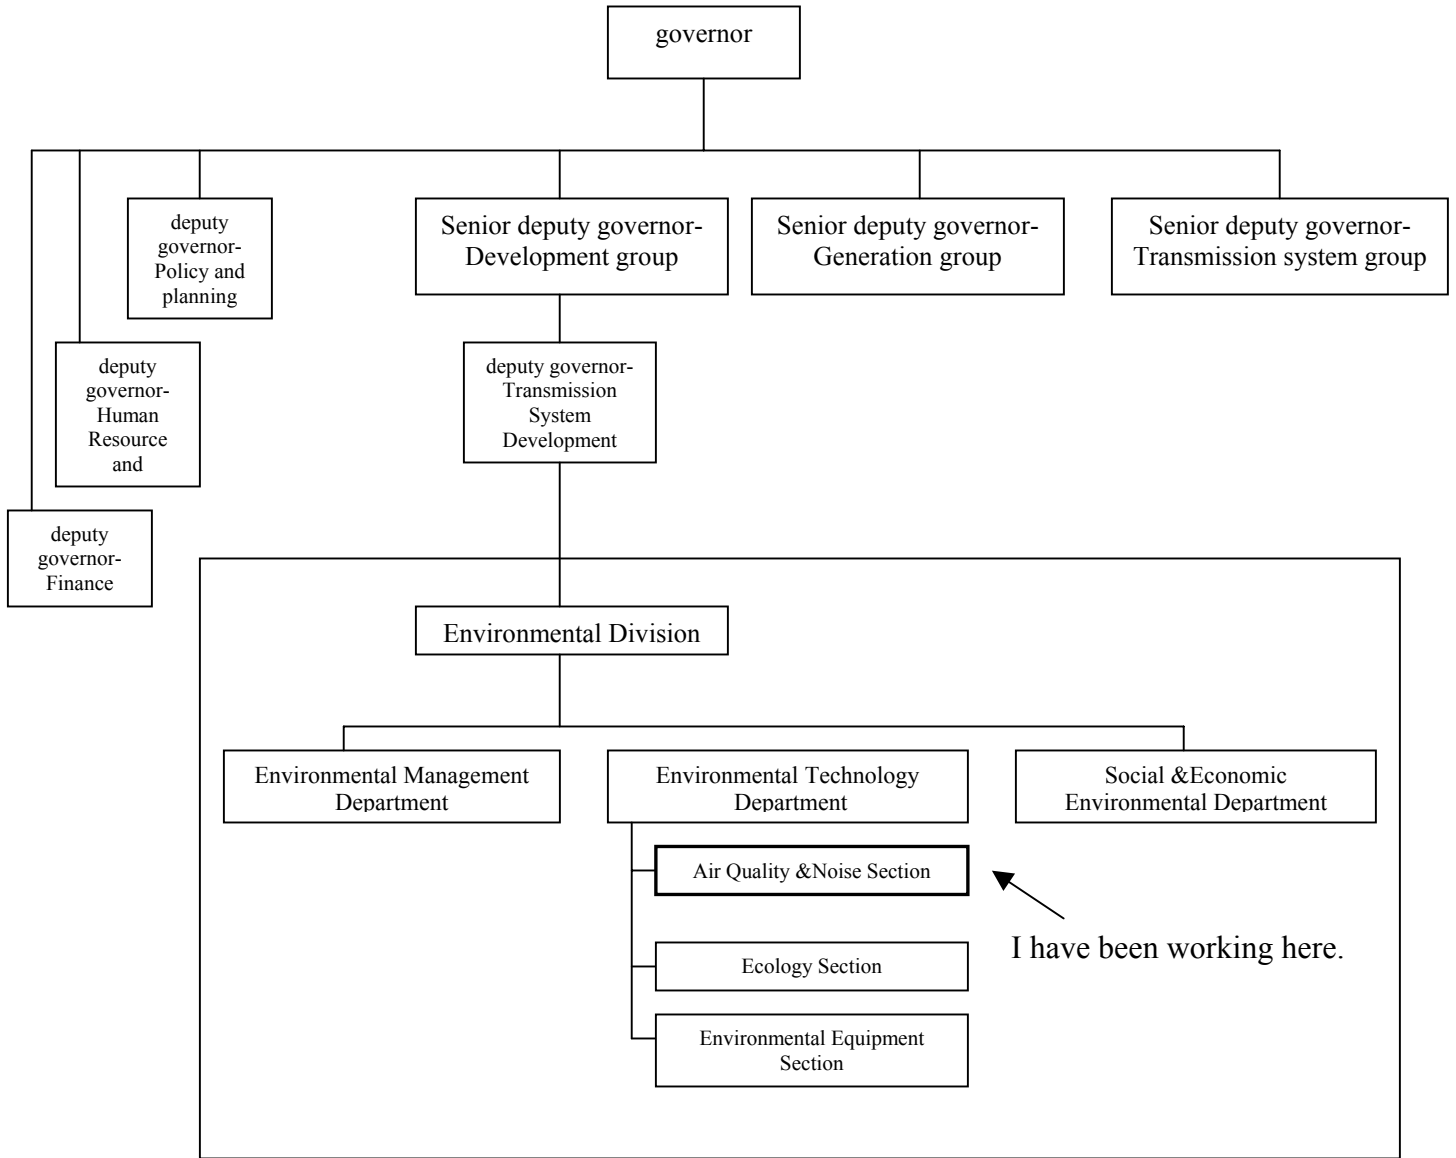 governor
deputy
governor-
Policy and
planning
Senior deputy governor-
Development group
Senior deputy governor-
Generation group
Senior deputy governor-
Transmission system group
deputy
governor-
Human
Resource
and
deputy governor-
Transmission
System
Development
deputy
governor-
Finance
Environmental Division
Environmental Management
Department
Environmental Technology
Department
Social &Economic
Environmental Department
Air Quality &Noise Section
I have been working here.
Ecology Section
Environmental Equipment
Section